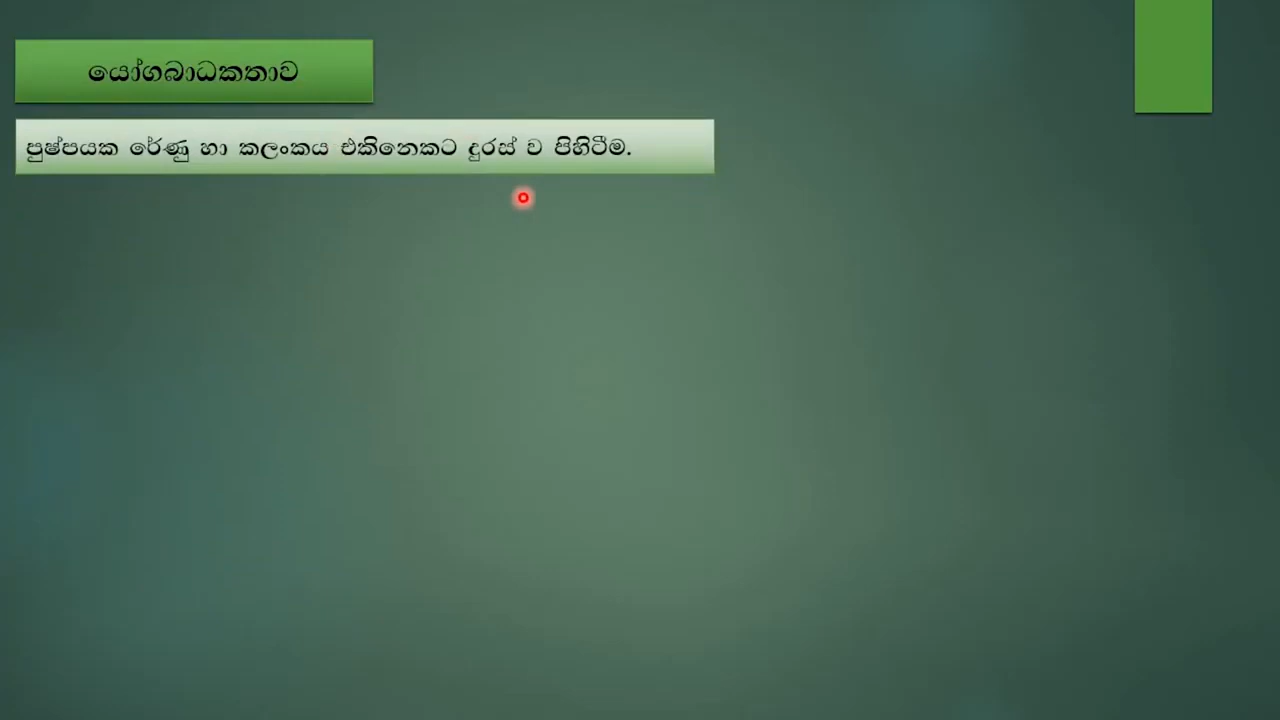 යෝගබාධකතාව
පුෂ්පයක රේණු හා කලංකය එකිනෙකට දුරස් ව පිහිටීම.